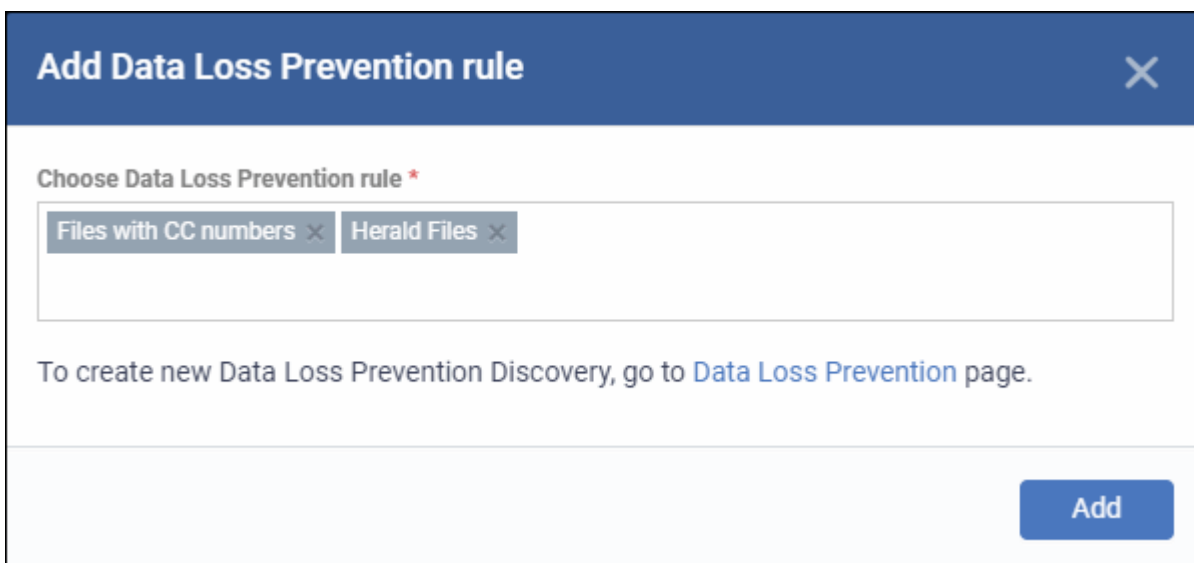 Add Data Loss Prevention rule
Choose Data Loss Prevention rule *
Files with CC numbers × Herald Files ×
To create new Data Loss Prevention Discovery, go to Data Loss Prevention page.
Add